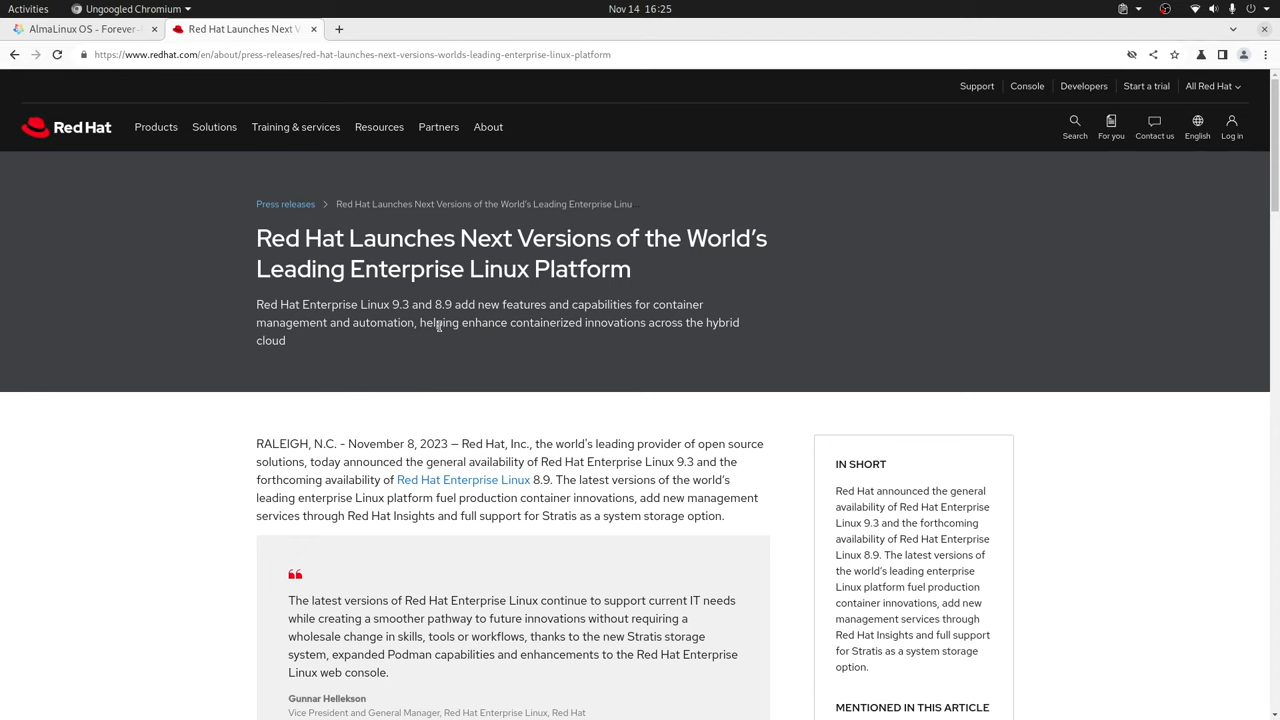 Activities
Ungoogled Chromium
Nov 14 16:25
AlmaLinux OS - Forever-
Red Hat Launches Next V
https://www.redhat.com/en/about/press-releases/red-hat-launches-next-versions-worlds-leading-enterprise-linux-platform
Support
Console
Developers
Start a trial
All Red Hat
Red Hat
Products
Solutions
Training & services
Resources
Partners
About
Search
For you
Contact us
English
Log in
Press releases
Red Hat Launches Next Versions of the World's Leading Enterprise Linu
Red Hat Launches Next Versions of the World's
Leading Enterprise Linux Platform
Red Hat Enterprise Linux 9.3 and 8.9 add new features and capabilities for container
management and automation, helping enhance containerized innovations across the hybrid
cloud
RALEIGH, N.C. - November 8, 2023 — Red Hat, Inc., the world's leading provider of open source
solutions, today announced the general availability of Red Hat Enterprise Linux 9.3 and the
forthcoming availability of Red Hat Enterprise Linux 8.9. The latest versions of the world's
leading enterprise Linux platform fuel production container innovations, add new management
services through Red Hat Insights and full support for Stratis as a system storage option.
The latest versions of Red Hat Enterprise Linux continue to support current IT needs
while creating a smoother pathway to future innovations without requiring a
wholesale change in skills, tools or workflows, thanks to the new Stratis storage
system, expanded Podman capabilities and enhancements to the Red Hat Enterprise
Linux web console.
Gunnar Hellekson
Vice President and General Manager, Red Hat Enterprise Linux, Red Hat
IN SHORT
Red Hat announced the general
availability of Red Hat Enterprise
Linux 9.3 and the forthcoming
availability of Red Hat Enterprise
Linux 8.9. The latest versions of
the world's leading enterprise
Linux platform fuel production
container innovations, add new
management services through
Red Hat Insights and full support
for Stratis as a system storage
option.
MENTIONED IN THIS ARTICLE